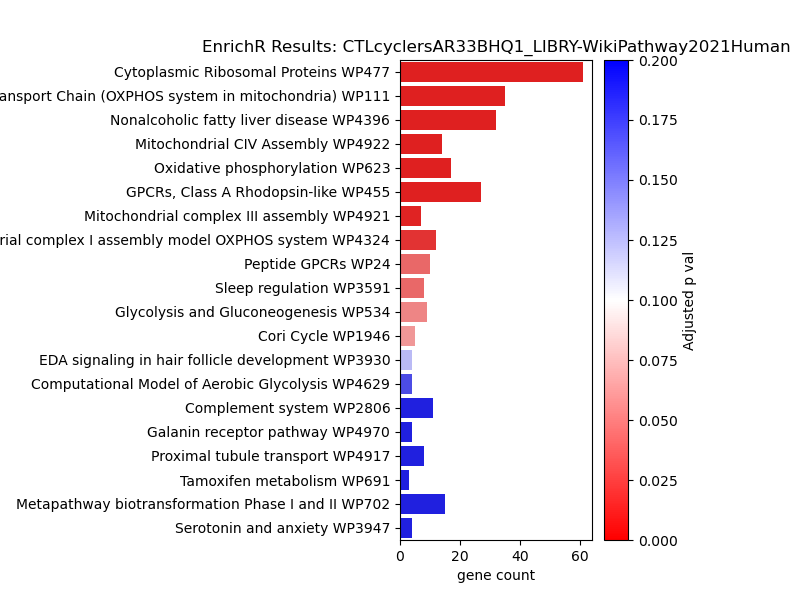 EnrichR Results: CTLcyclersAR33BHQ1_LIBRY-WikiPathway2021Human
Cytoplasmic Ribosomal Proteins WP477
ansport Chain (OXPHOS system in mitochondria) WP111
Nonalcoholic fatty liver disease WP4396
Mitochondrial CIV Assembly WP4922
Oxidative phosphorylation WP623
GPCRs, Class A Rhodopsin-like WP455
Mitochondrial complex III assembly WP4921
rial complex I assembly model OXPHOS system WP4324
Peptide GPCRs WP24
Sleep regulation WP3591
Glycolysis and Gluconeogenesis WP534
Cori Cycle WP1946
EDA signaling in hair follicle development WP3930
Computational Model of Aerobic Glycolysis WP4629
Complement system WP2806
Galanin receptor pathway WP4970
Proximal tubule transport WP4917
Tamoxifen metabolism WP691
Metapathway biotransformation Phase I and II WP702
Serotonin and anxiety WP3947
0 20 40 60
gene count
0.200
0.175
0.150
0.125
0.100
0.075
0.050
0.025
0.000
Adjusted p val